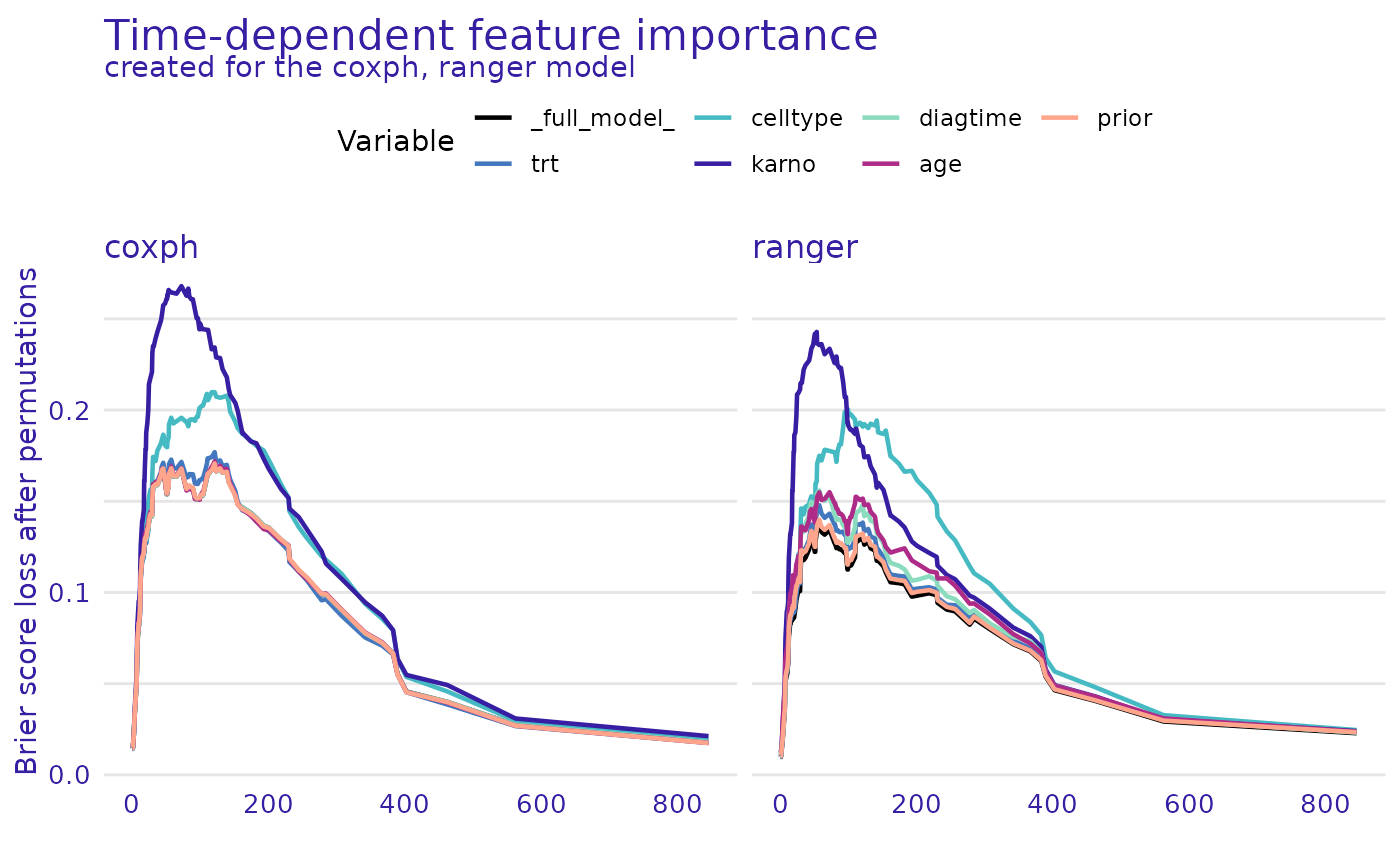 Time-dependent feature importance
created for the coxph, ranger model
Variable
_full_model_ celltype diagtime prior
trt karno age
coxph ranger
Brier score loss after permutations
0.2
0.1
0.0
0 200 400 600 800 0 200 400 600 800